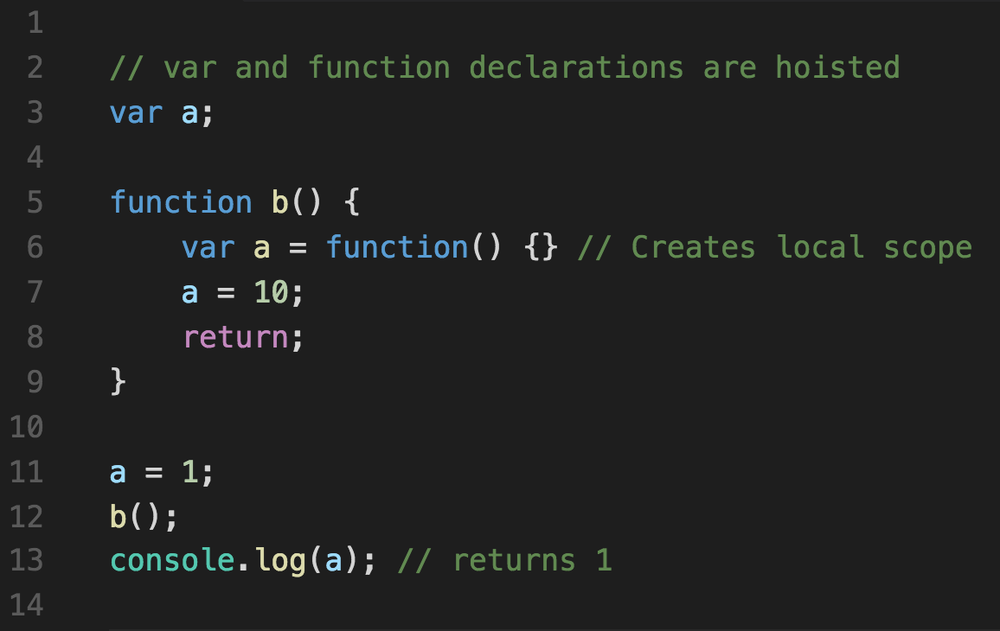 1
2 // var and function declarations are hoisted
3 var a;
4
5 function b() {
6     var a = function() {} // Creates local scope
7     a = 10;
8     return;
9 }
10
11 a = 1;
12 b();
13 console.log(a); // returns 1
14